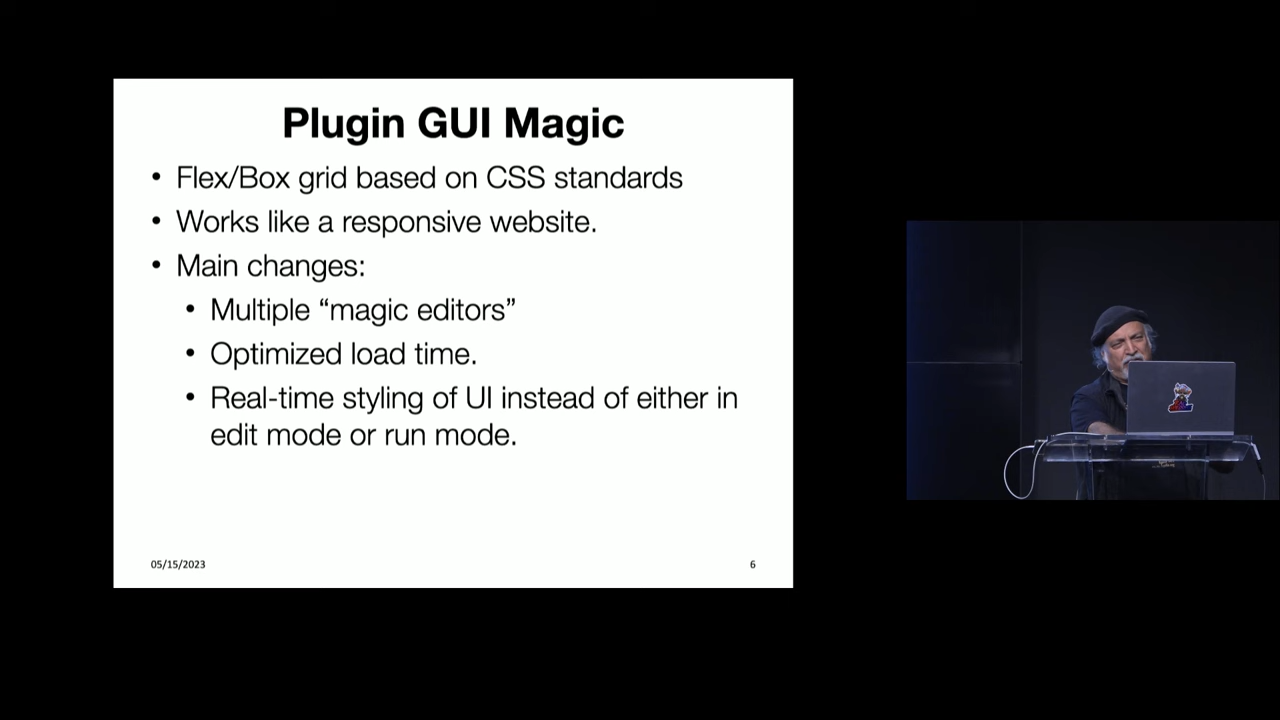 Plugin GUI Magic
• Flex/Box grid based on CSS standards
• Works like a responsive website.
• Main changes:
• Multiple “magic editors”
• Optimized load time.
• Real-time styling of UI instead of either in
edit mode or run mode.
05/15/2023
6